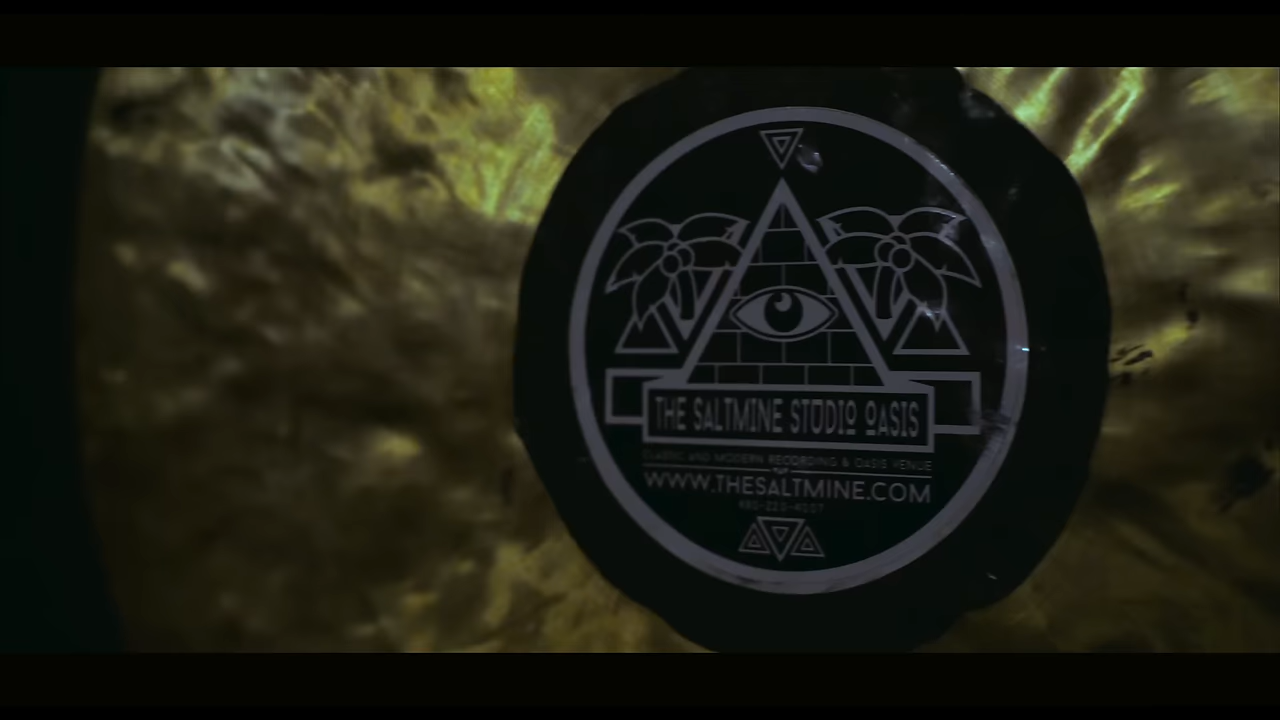 THE SALTMINE STUDIO OASIS
CLASSIC AND MODERN RECORDING & OASIS VENUE
WWW.THESALTMINE.COM